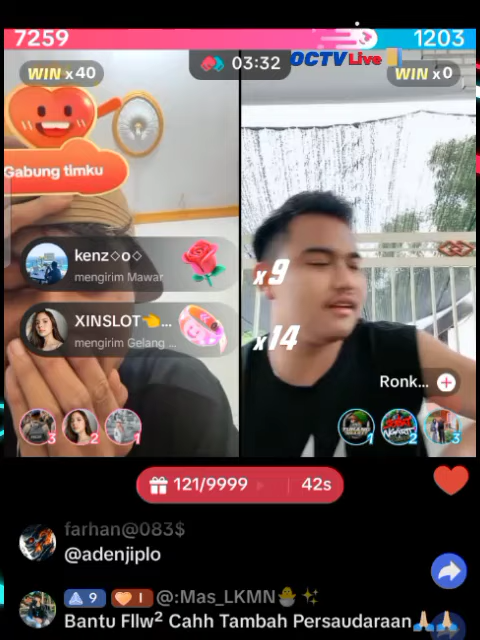 7259
1203
WIN x40
03:32
OCTV Live
WIN x0
Gabung timku
kenz◇o◇
mengirim Mawar
x9
XINSLOT👈...
mengirim Gelang ...
x14
Ronk... +
3
2
1
1
2
3
121/9999
42s
farhan@083$
@adenjiplo
9
1
@:Mas_LKMN🐣✨
Bantu Fllw² Cahh Tambah Persaudaraan🙏🏻🙏🏻